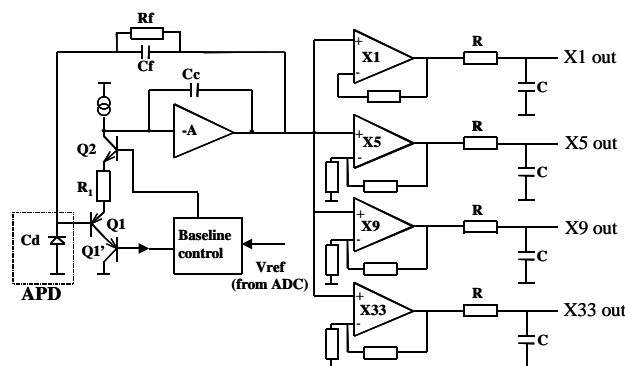 Rf
Cf
Cc
-A
Q2
R1
Q1
Q1'
Cd
APD
Baseline
control
Vref
(from ADC)
+
X1
-
R
C
X1 out
+
X5
-
R
C
X5 out
+
X9
-
R
C
X9 out
+
X33
-
R
C
X33 out